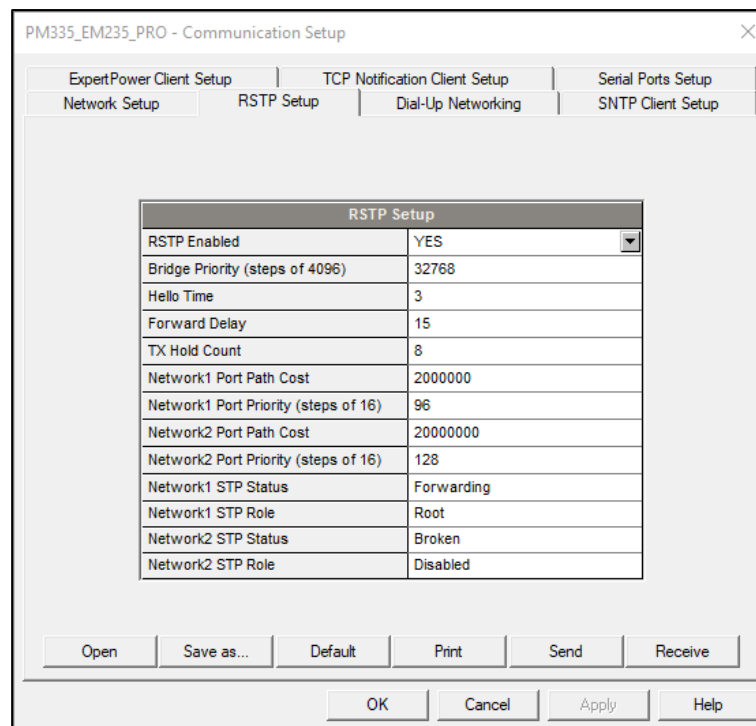 PM335_EM235_PRO - Communication Setup
ExpertPower Client Setup TCP Notification Client Setup Serial Ports Setup
Network Setup RSTP Setup Dial-Up Networking SNTP Client Setup
RSTP Setup
RSTP Enabled YES
Bridge Priority (steps of 4096) 32768
Hello Time 3
Forward Delay 15
TX Hold Count 8
Network1 Port Path Cost 2000000
Network1 Port Priority (steps of 16) 96
Network2 Port Path Cost 20000000
Network2 Port Priority (steps of 16) 128
Network1 STP Status Forwarding
Network1 STP Role Root
Network2 STP Status Broken
Network2 STP Role Disabled
Open Save as... Default Print Send Receive
OK Cancel Apply Help